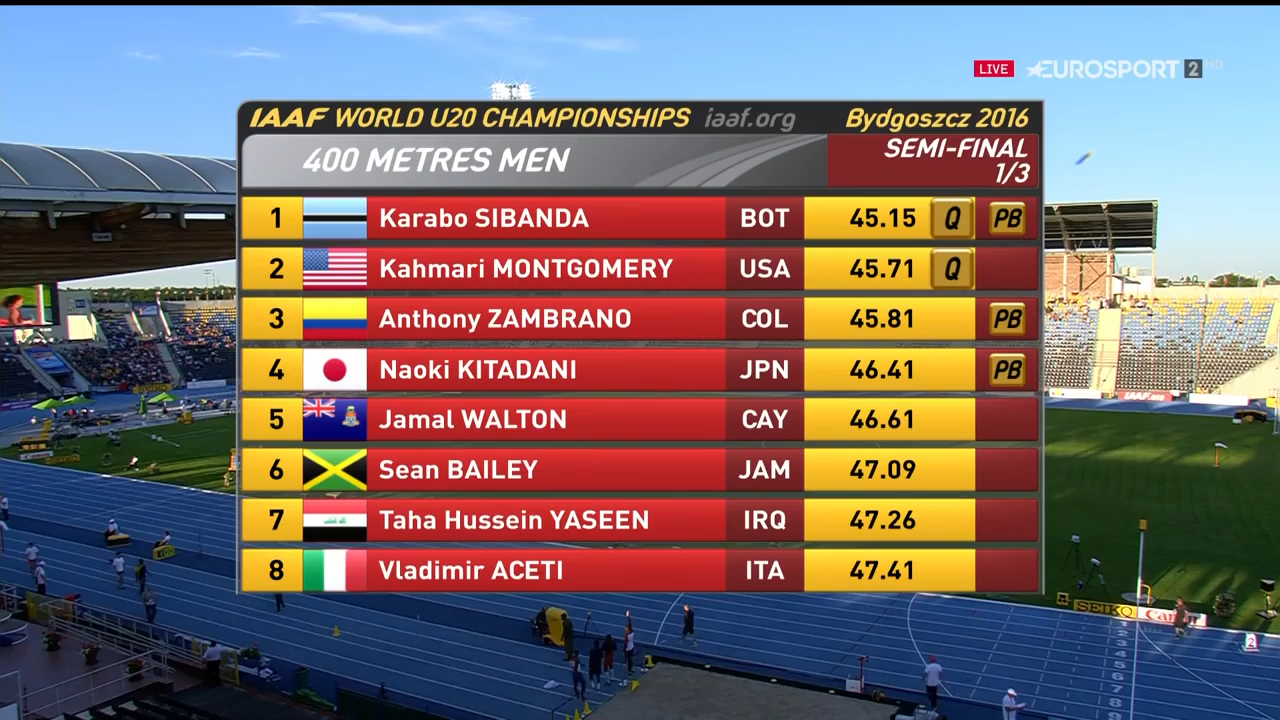 LIVE EUROSPORT 2 HD
IAAF WORLD U20 CHAMPIONSHIPS iaaf.org Bydgoszcz 2016
400 METRES MEN SEMI-FINAL
1/3
1 Karabo SIBANDA BOT 45.15 Q PB
2 Kahmari MONTGOMERY USA 45.71 Q
3 Anthony ZAMBRANO COL 45.81 PB
4 Naoki KITADANI JPN 46.41 PB
5 Jamal WALTON CAY 46.61
6 Sean BAILEY JAM 47.09
7 Taha Hussein YASEEN IRQ 47.26
8 Vladimir ACETI ITA 47.41
SEIKO Canon